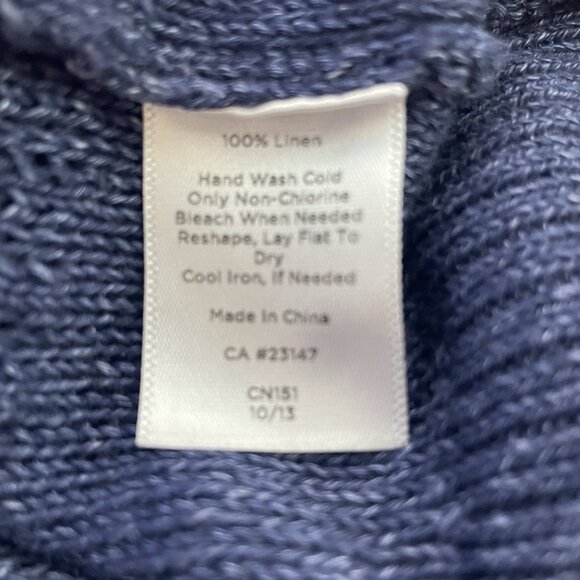 100% Linen
Hand Wash Cold
Only Non-Chlorine
Bleach When Needed
Reshape, Lay Flat To
Dry
Cool Iron, If Needed
Made In China
CA #23147
CN151
10/13